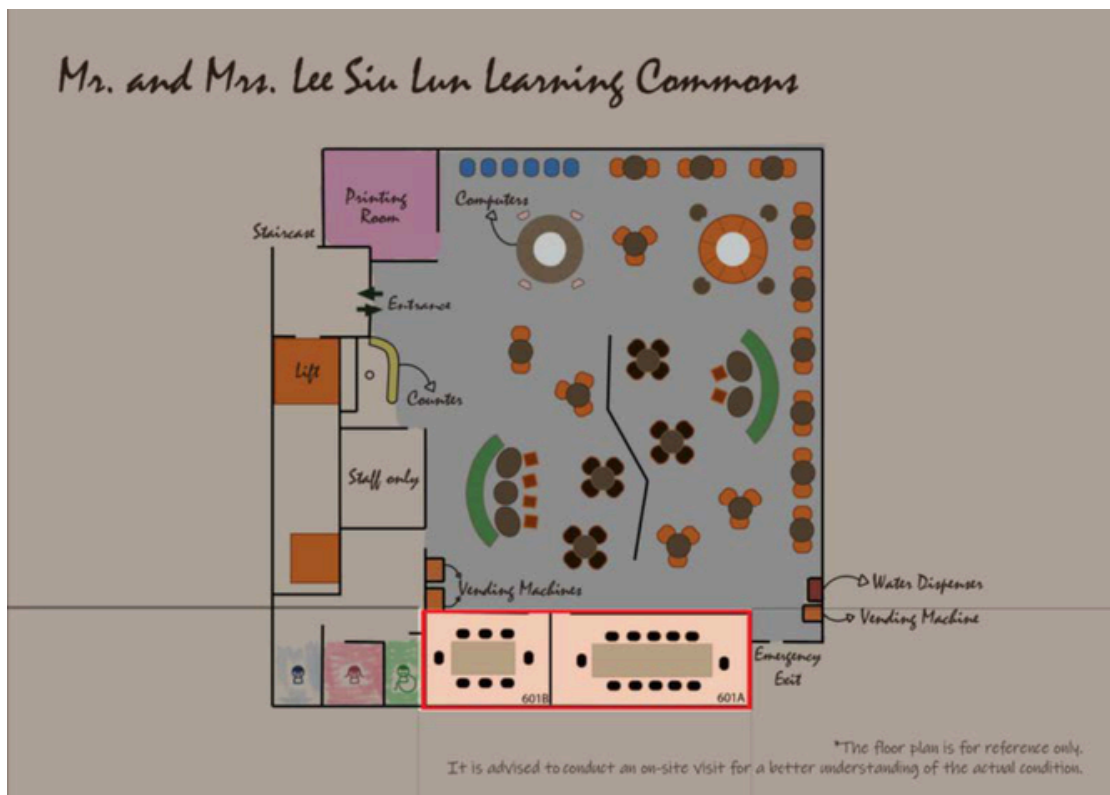 Mr. and Mrs. Lee Siu Lun Learning Commons
Printing
Room
Computers
Staircase
Entrance
Lift
Counter
Staff only
Vending Machines
Water Dispenser
Vending Machine
Emergency
Exit
601B
601A
*The floor plan is for reference only.
It is advised to conduct an on-site visit for a better understanding of the actual condition.